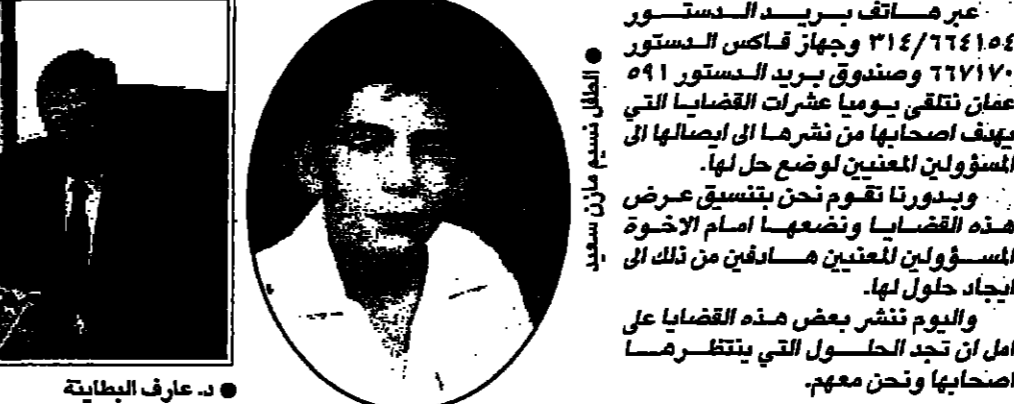 عبر هاتف بريد الدستور
٣١٤/٦٦٤١٥٤ وجهاز فاكس الدستور
٦٦٧١٧٠ وصندوق بريد الدستور ٥٩١
عمان نتلقى يوميا عشرات القضايا التي
يهدف اصحابها من نشرها الى ايصالها الى
المسؤولين المعنيين لوضع حل لها.
وبدورنا نقوم نحن بتنسيق عرض
هذه القضايا ونضعها امام الاخوة
المسؤولين المعنيين هادفين من ذلك الى
ايجاد حلول لها.
واليوم ننشر بعض هذه القضايا على
امل ان تجد الحلول التي ينتظرها
اصحابها ونحن معهم.
● الطفل نسيم مازن سعيد
● د. عارف البطاينة